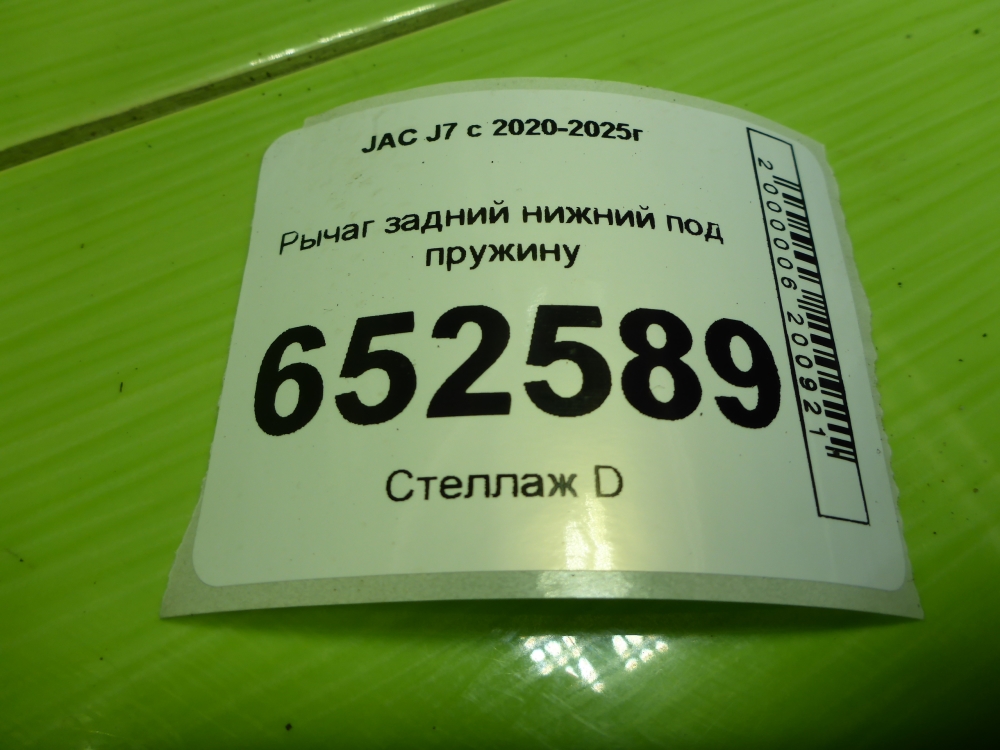 JAC J7 с 2020-2025г
Рычаг задний нижний под
пружину
652589
Стеллаж D
2000006200921